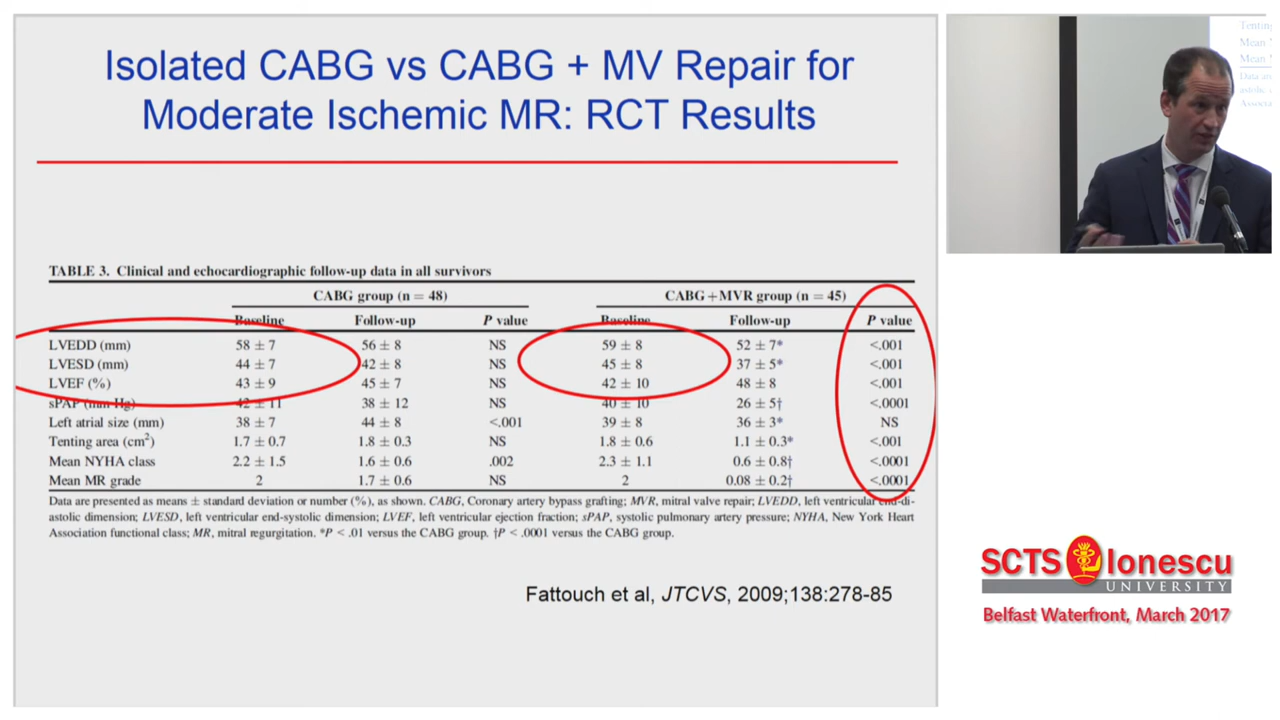 Isolated CABG vs CABG + MV Repair for
Moderate Ischemic MR: RCT Results
TABLE 3. Clinical and echocardiographic follow-up data in all survivors
CABG group (n = 48) CABG+MVR group (n = 45)
Baseline Follow-up P value Baseline Follow-up P value
LVEDD (mm) 58 ± 7 56 ± 8 NS 59 ± 8 52 ± 7* <.001
LVESD (mm) 44 ± 7 42 ± 8 NS 45 ± 8 37 ± 5* <.001
LVEF (%) 43 ± 9 45 ± 7 NS 42 ± 10 48 ± 8 <.001
sPAP (mm Hg) 42 ± 11 38 ± 12 NS 40 ± 10 26 ± 5† <.0001
Left atrial size (mm) 38 ± 7 44 ± 8 <.001 39 ± 8 36 ± 3* NS
Tenting area (cm²) 1.7 ± 0.7 1.8 ± 0.3 NS 1.8 ± 0.6 1.1 ± 0.3* <.001
Mean NYHA class 2.2 ± 1.5 1.6 ± 0.6 .002 2.3 ± 1.1 0.6 ± 0.8† <.0001
Mean MR grade 2 1.7 ± 0.6 NS 2 0.08 ± 0.2† <.0001
Data are presented as means ± standard deviation or number (%), as shown. CABG, Coronary artery bypass grafting; MVR, mitral valve repair; LVEDD, left ventricular end-di-
astolic dimension; LVESD, left ventricular end-systolic dimension; LVEF, left ventricular ejection fraction; sPAP, systolic pulmonary artery pressure; NYHA, New York Heart
Association functional class; MR, mitral regurgitation. *P < .01 versus the CABG group. †P < .0001 versus the CABG group.
Fattouch et al, JTCVS, 2009;138:278-85
Tenting
Mean
Mean
Data are
astolic
Associa
SCTS Ionescu
UNIVERSITY
Belfast Waterfront, March 2017